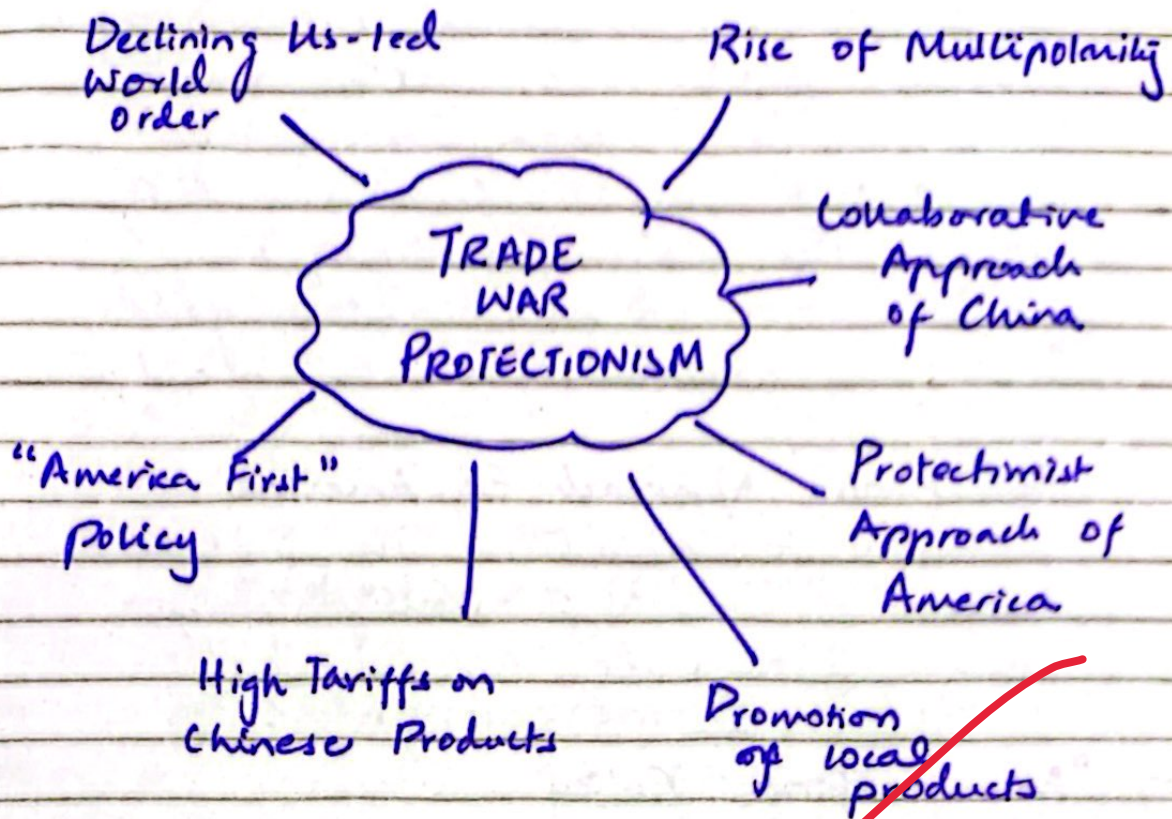 Declining US-led
World
Order
Rise of Multipolarity
TRADE
WAR
PROTECTIONISM
Collaborative
Approach
of China
"America First"
Policy
Protectionist
Approach of
America
High Tariffs on
Chinese Products
Promotion
of local
products